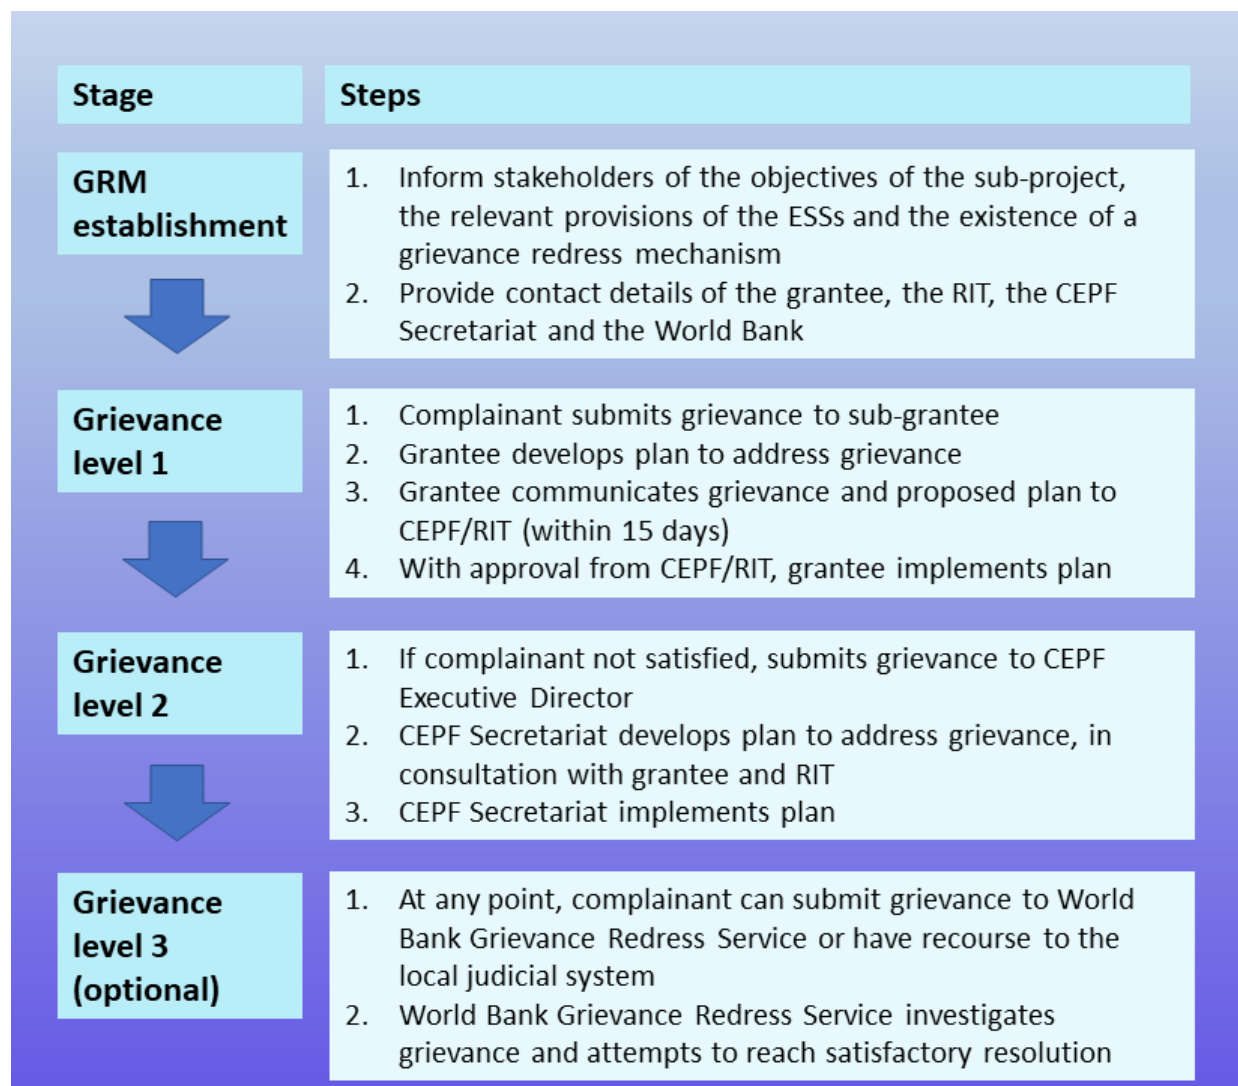 Stage
Steps
GRM
establishment
1. Inform stakeholders of the objectives of the sub-project,
the relevant provisions of the ESSs and the existence of a
grievance redress mechanism
2. Provide contact details of the grantee, the RIT, the CEPF
Secretariat and the World Bank
Grievance
level 1
1. Complainant submits grievance to sub-grantee
2. Grantee develops plan to address grievance
3. Grantee communicates grievance and proposed plan to
CEPF/RIT (within 15 days)
4. With approval from CEPF/RIT, grantee implements plan
Grievance
level 2
1. If complainant not satisfied, submits grievance to CEPF
Executive Director
2. CEPF Secretariat develops plan to address grievance, in
consultation with grantee and RIT
3. CEPF Secretariat implements plan
Grievance
level 3
(optional)
1. At any point, complainant can submit grievance to World
Bank Grievance Redress Service or have recourse to the
local judicial system
2. World Bank Grievance Redress Service investigates
grievance and attempts to reach satisfactory resolution